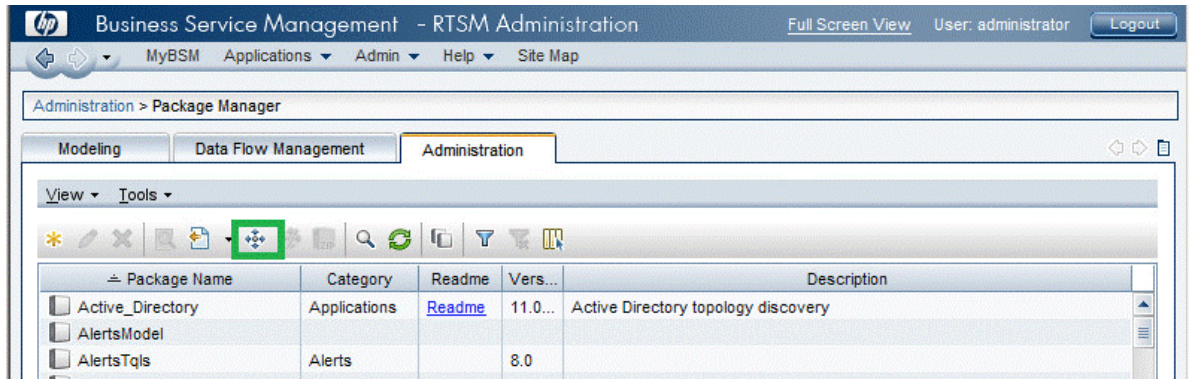 hp Business Service Management - RTSM Administration Full Screen View User: administrator Logout
MyBSM Applications Admin Help Site Map
Administration > Package Manager
Modeling Data Flow Management Administration
View Tools
Package Name Category Readme Vers... Description
Active_Directory Applications Readme 11.0... Active Directory topology discovery
AlertsModel
AlertsTqls Alerts 8.0